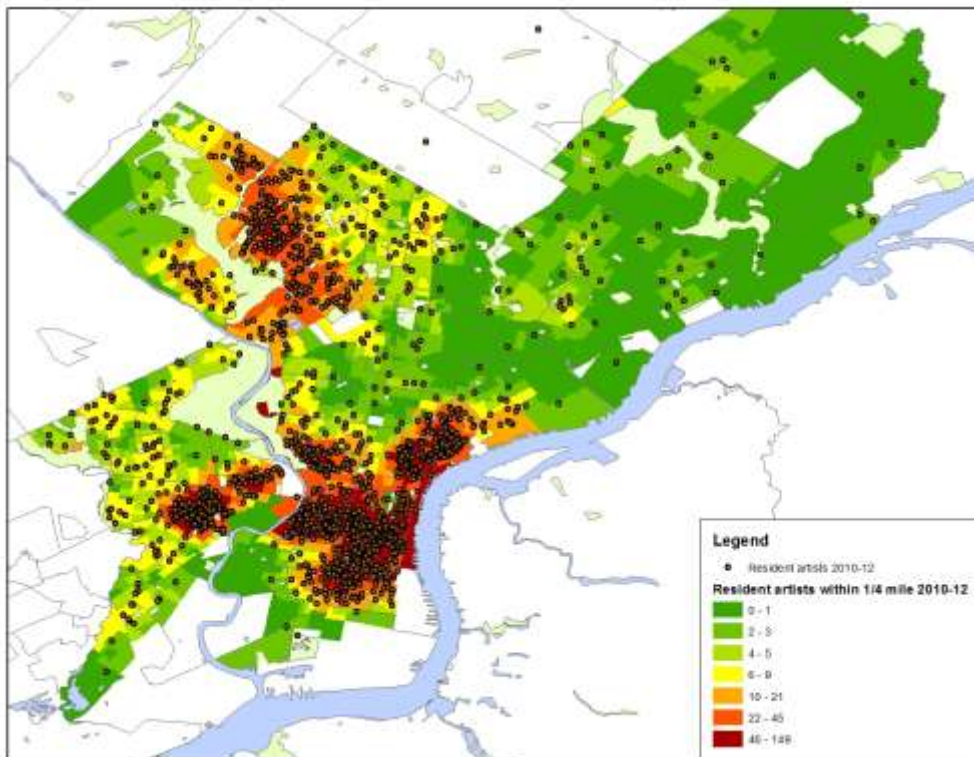 Legend
Resident artists 2010-12
Resident artists within 1/4 mile 2010-12
0 - 1
2 - 3
4 - 5
6 - 9
10 - 21
22 - 45
46 - 149